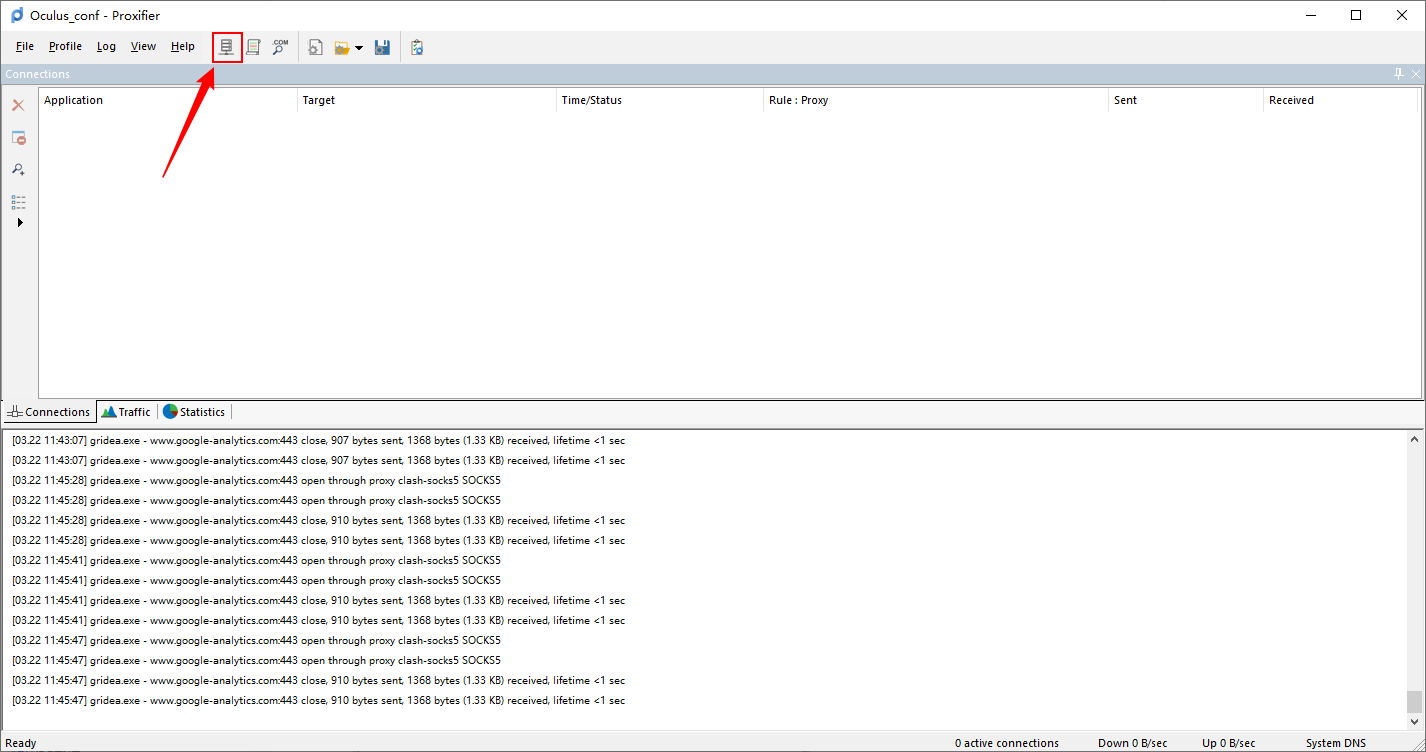 Oculus_conf - Proxifier
File Profile Log View Help .COM
Connections
Application Target Time/Status Rule : Proxy Sent Received
Connections Traffic Statistics
[03.22 11:43:07] gridea.exe - www.google-analytics.com:443 close, 907 bytes sent, 1368 bytes (1.33 KB) received, lifetime <1 sec
[03.22 11:43:07] gridea.exe - www.google-analytics.com:443 close, 907 bytes sent, 1368 bytes (1.33 KB) received, lifetime <1 sec
[03.22 11:45:28] gridea.exe - www.google-analytics.com:443 open through proxy clash-socks5 SOCKS5
[03.22 11:45:28] gridea.exe - www.google-analytics.com:443 open through proxy clash-socks5 SOCKS5
[03.22 11:45:28] gridea.exe - www.google-analytics.com:443 close, 910 bytes sent, 1368 bytes (1.33 KB) received, lifetime <1 sec
[03.22 11:45:28] gridea.exe - www.google-analytics.com:443 close, 910 bytes sent, 1368 bytes (1.33 KB) received, lifetime <1 sec
[03.22 11:45:41] gridea.exe - www.google-analytics.com:443 open through proxy clash-socks5 SOCKS5
[03.22 11:45:41] gridea.exe - www.google-analytics.com:443 open through proxy clash-socks5 SOCKS5
[03.22 11:45:41] gridea.exe - www.google-analytics.com:443 close, 910 bytes sent, 1368 bytes (1.33 KB) received, lifetime <1 sec
[03.22 11:45:41] gridea.exe - www.google-analytics.com:443 close, 910 bytes sent, 1368 bytes (1.33 KB) received, lifetime <1 sec
[03.22 11:45:47] gridea.exe - www.google-analytics.com:443 open through proxy clash-socks5 SOCKS5
[03.22 11:45:47] gridea.exe - www.google-analytics.com:443 open through proxy clash-socks5 SOCKS5
[03.22 11:45:47] gridea.exe - www.google-analytics.com:443 close, 910 bytes sent, 1368 bytes (1.33 KB) received, lifetime <1 sec
[03.22 11:45:47] gridea.exe - www.google-analytics.com:443 close, 910 bytes sent, 1368 bytes (1.33 KB) received, lifetime <1 sec
Ready 0 active connections Down 0 B/sec Up 0 B/sec System DNS